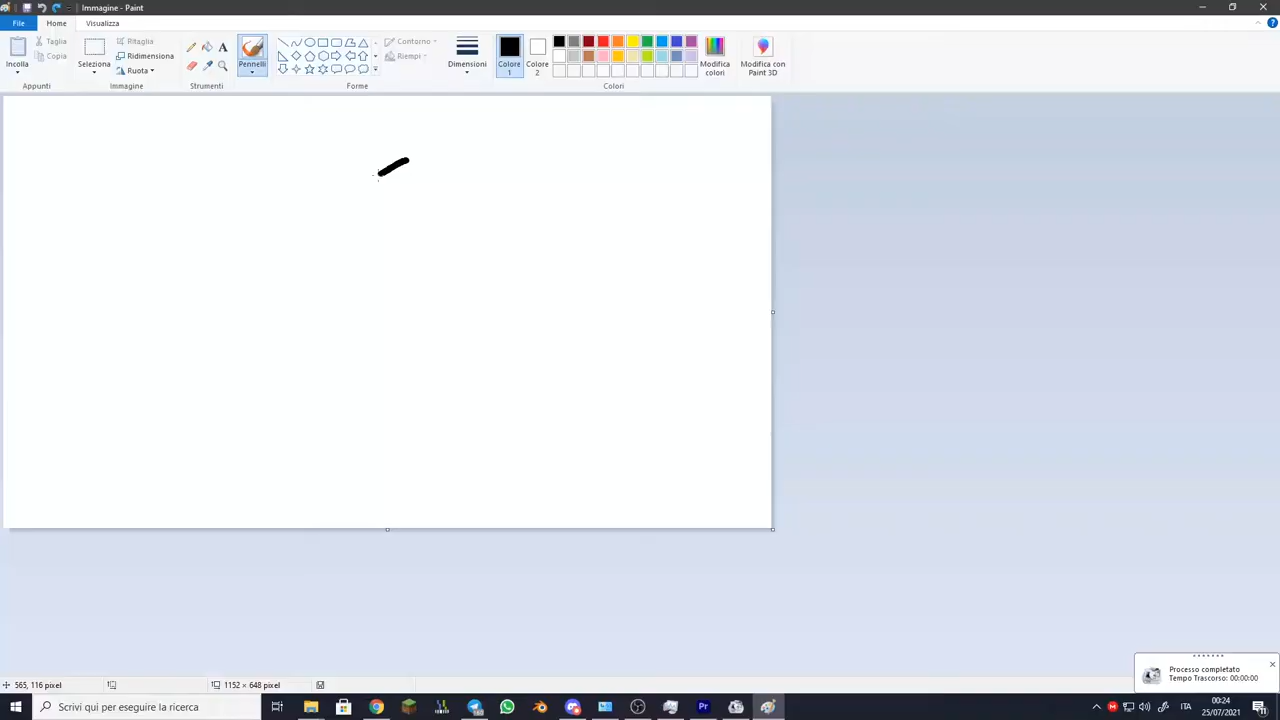 Immagine - Paint
File Home Visualizza
Incolla
Taglia
Copia
Appunti
Seleziona
Ritaglia
Ridimensiona
Ruota
Immagine
A
Strumenti
Pennelli
Contorno
Riempi
Forme
Dimensioni
Colore
1
Colore
2
Modifica
colori
Colori
Modifica con
Paint 3D
Processo completato
Tempo Trascorso: 00:00:00
565, 116 pixel
1152 × 648 pixel
Scrivi qui per eseguire la ricerca
Pr
ITA
00:24
25/07/2021